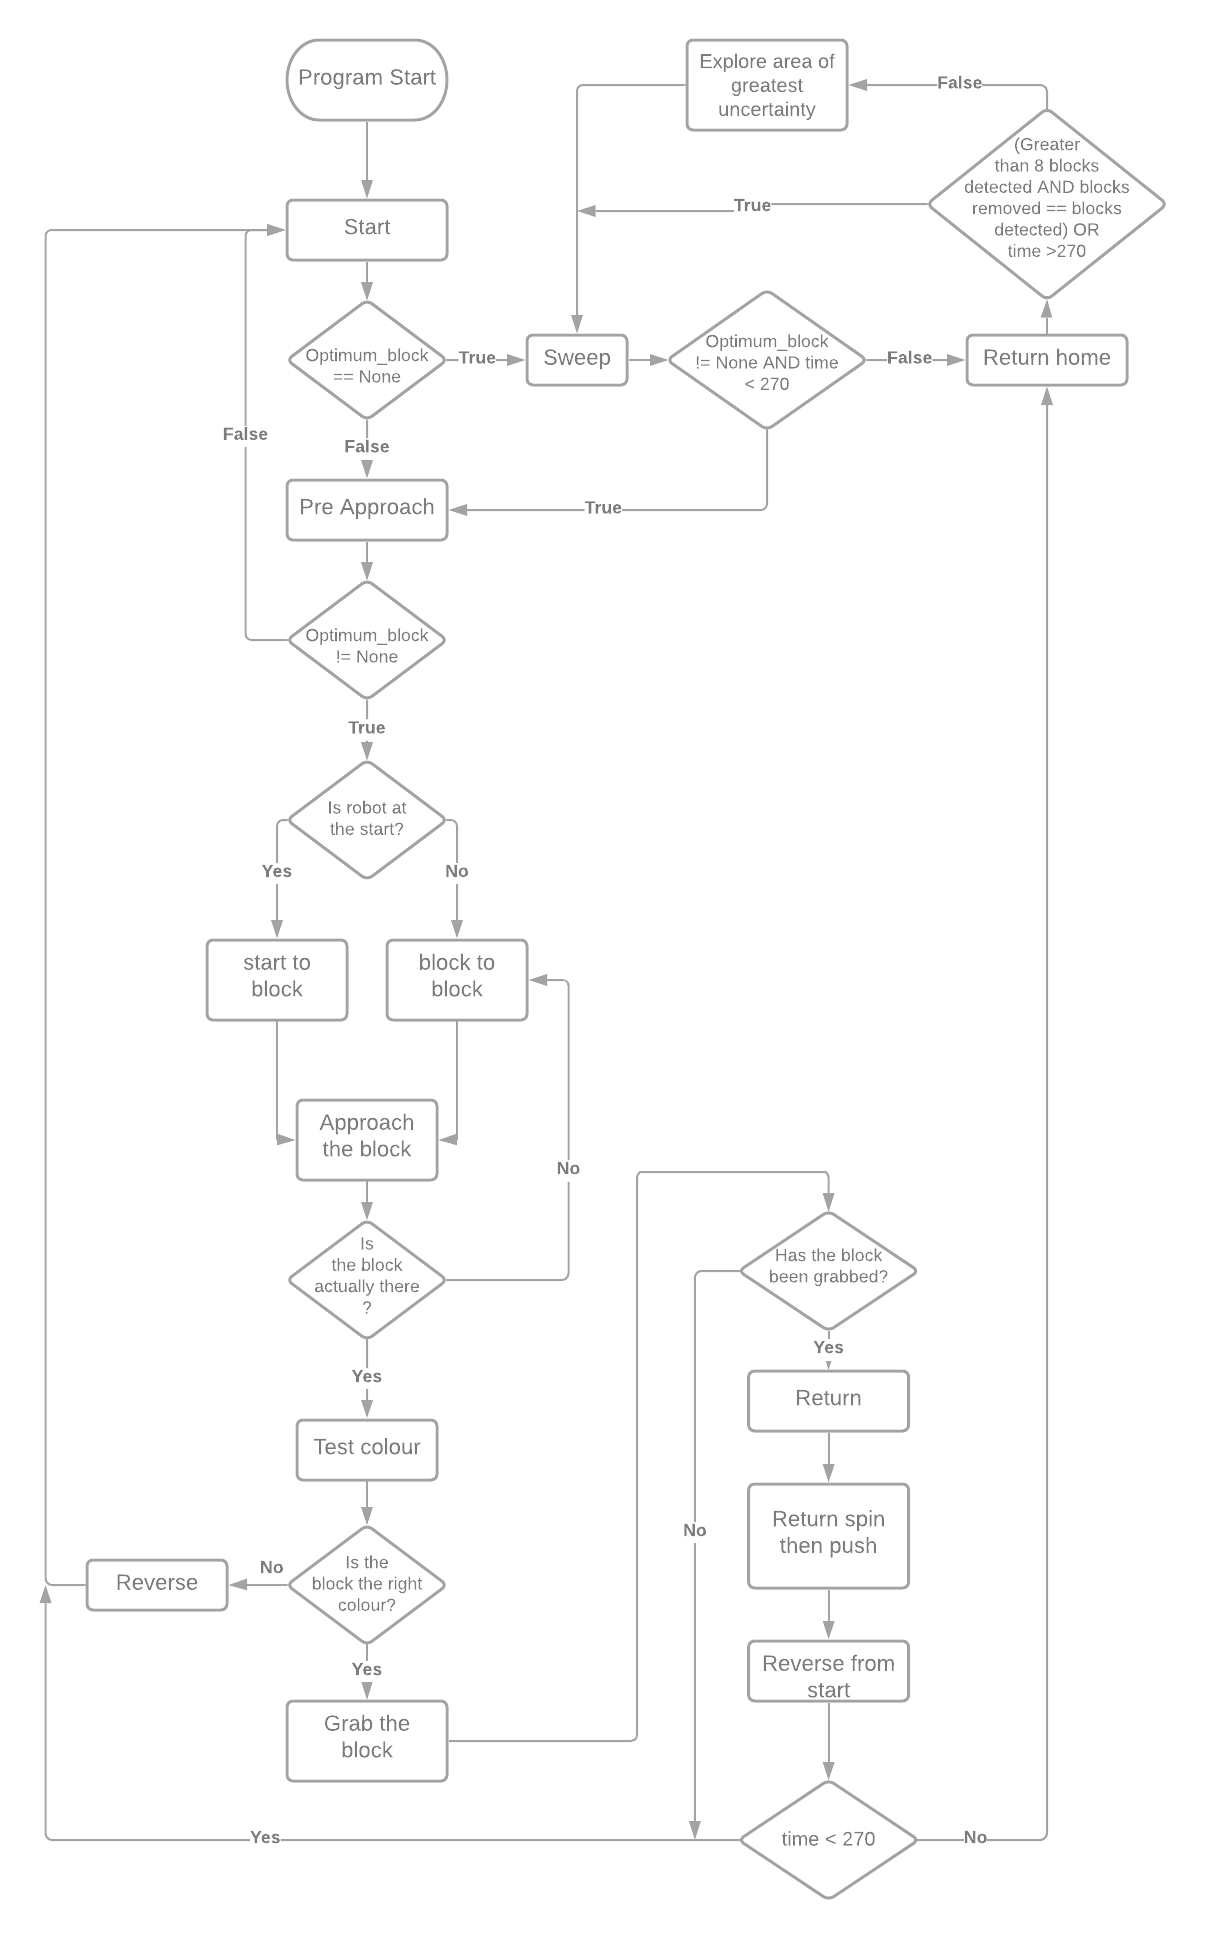 Program Start
Explore area of
greatest
uncertainty
False
(Greater
than 8 blocks
detected AND blocks
removed == blocks
detected) OR
time >270
True
Start
Optimum_block
== None
True
Sweep
Optimum_block
!= None AND time
< 270
False
Return home
False
False
Pre Approach
True
Optimum_block
!= None
True
Is robot at
the start?
Yes
No
start to
block
block to
block
Approach
the block
No
Is
the block
actually there
?
Has the block
been grabbed?
Yes
Yes
Return
Test colour
Return spin
then push
No
Is the
block the right
colour?
No
Reverse
Yes
Reverse from
start
Grab the
block
time < 270
Yes
No